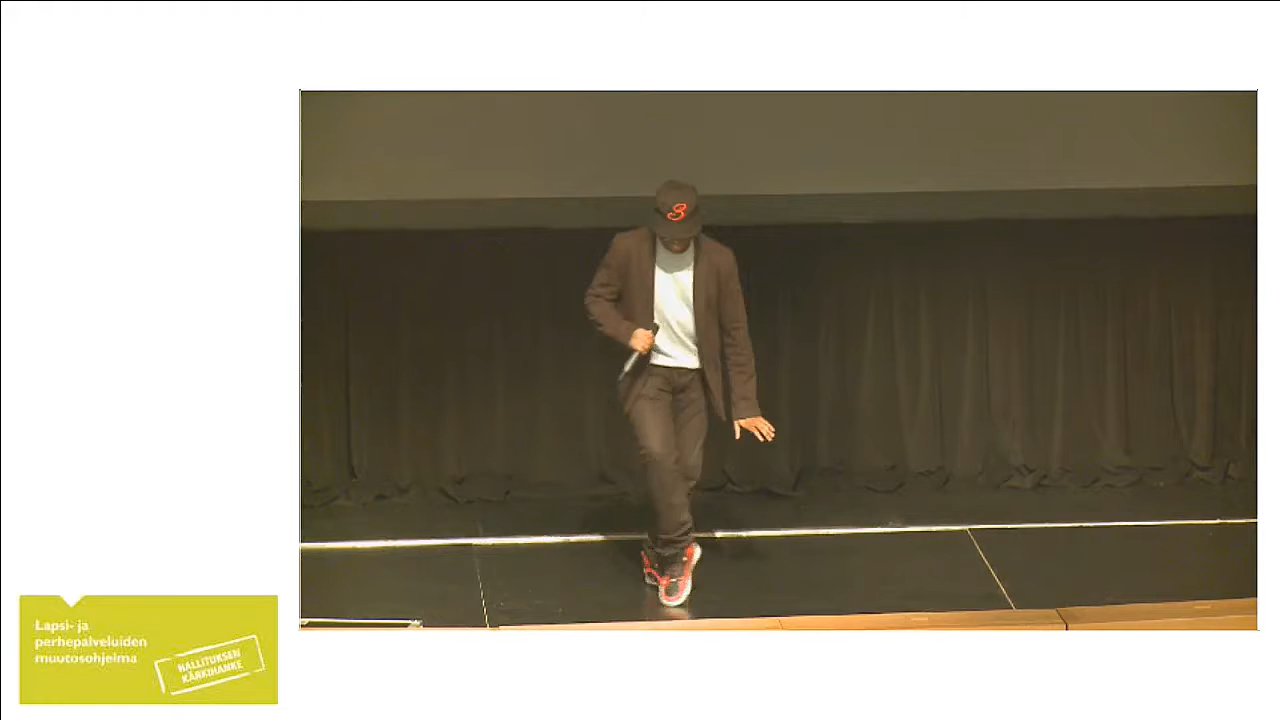 Lapsi- ja
perhepalveluiden
muutosohjelma
HALLITUKSEN
KÄRKIHANKE